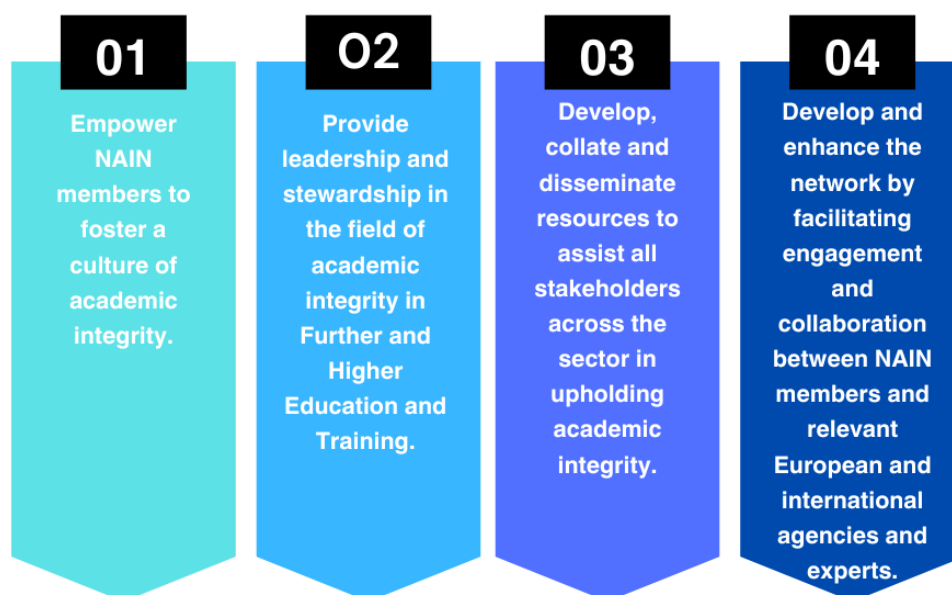 01
Empower
NAIN
members to
foster a
culture of
academic
integrity.
02
Provide
leadership and
stewardship in
the field of
academic
integrity in
Further and
Higher
Education and
Training.
03
Develop,
collate and
disseminate
resources to
assist all
stakeholders
across the
sector in
upholding
academic
integrity.
04
Develop and
enhance the
network by
facilitating
engagement
and
collaboration
between NAIN
members and
relevant
European and
international
agencies and
experts.